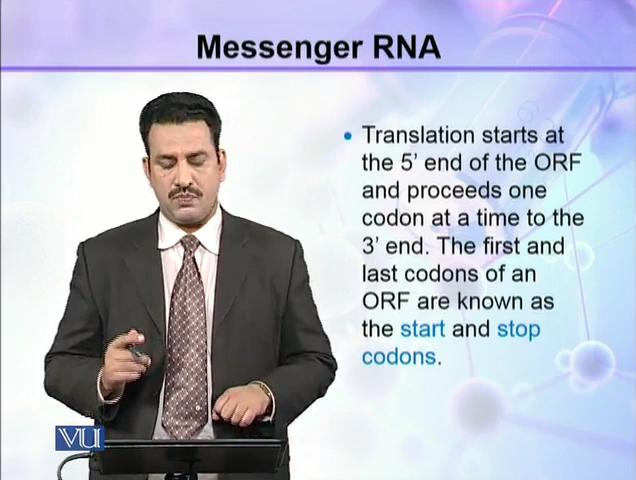 Messenger RNA
• Translation starts at
the 5’ end of the ORF
and proceeds one
codon at a time to the
3’ end. The first and
last codons of an
ORF are known as
the start and stop
codons.
VU